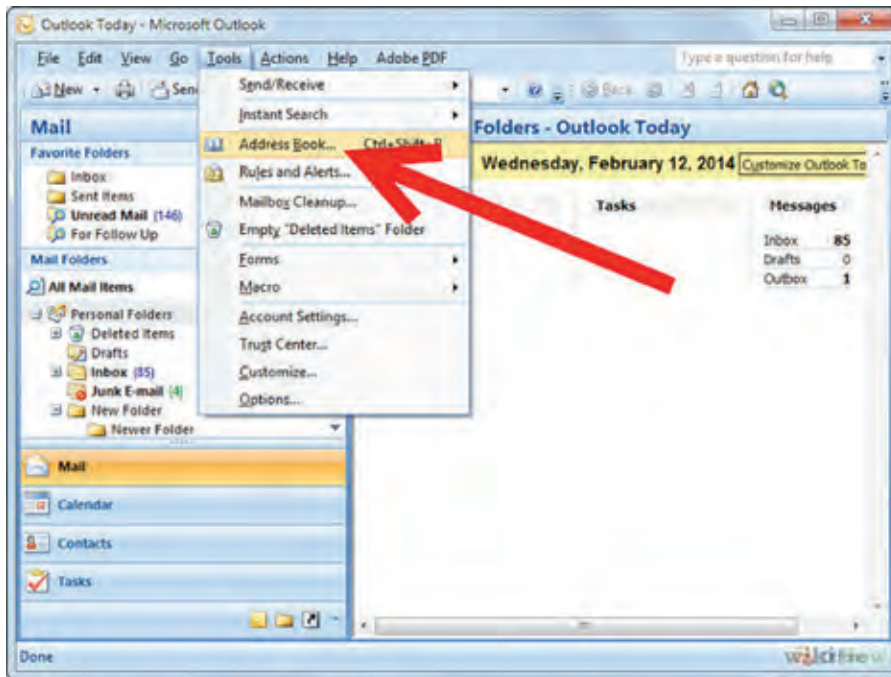 Outlook Today - Microsoft Outlook
File Edit View Go Tools Actions Help Adobe PDF
Type a question for help
New Sen Back
Mail
Folders - Outlook Today
Favorite Folders
Inbox
Sent Items
Unread Mail (146)
For Follow Up
Mail Folders
All Mail Items
Personal Folders
Deleted Items
Drafts
Inbox (85)
Junk E-mail [4]
New Folder
Newer Folder
Send/Receive
Instant Search
Address Book...
Rules and Alerts...
Mailbox Cleanup...
Empty "Deleted Items" Folder
Forms
Macro
Account Settings...
Trust Center...
Customize...
Options...
Wednesday, February 12, 2014 Customize Outlook To
Tasks
Messages
Inbox 85
Drafts 0
Outbox 1
Mail
Calendar
Contacts
Tasks
Done